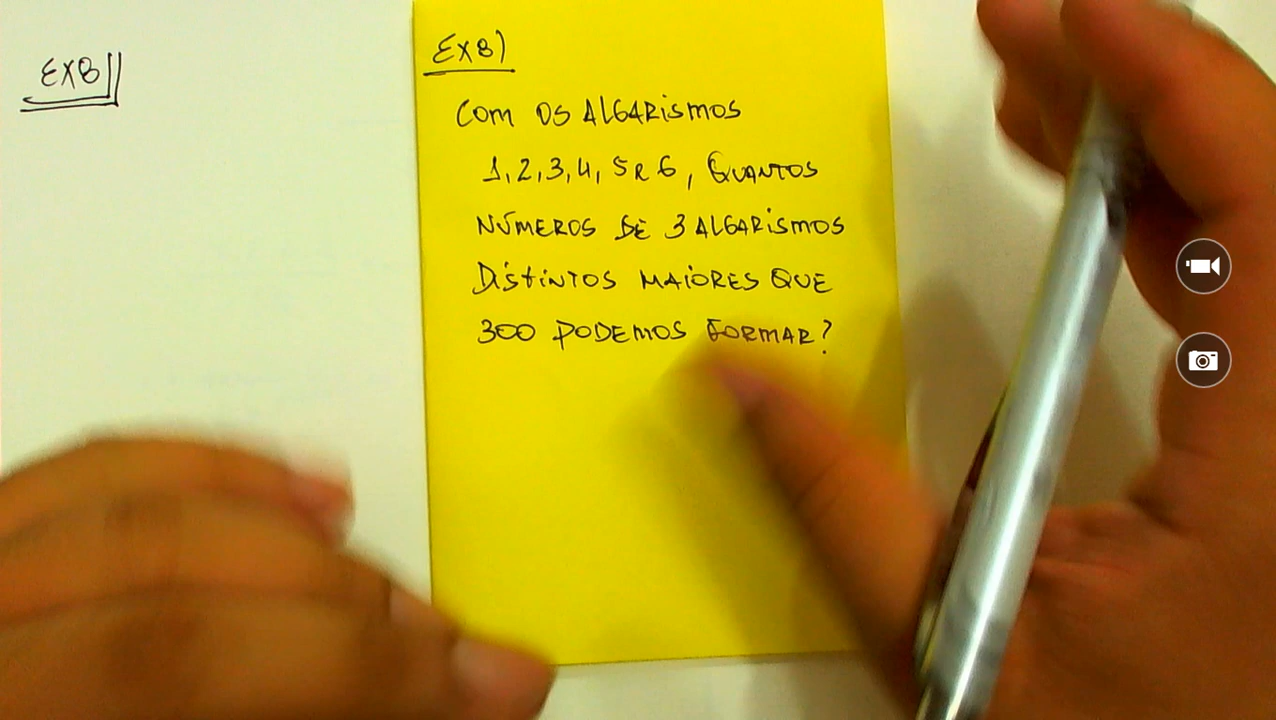 EX8
EX8)
COM OS ALGARISMOS
1, 2, 3, 4, 5 E 6, QUANTOS
NÚMEROS DE 3 ALGARISMOS
DISTINTOS MAIORES QUE
300 PODEMOS FORMAR?